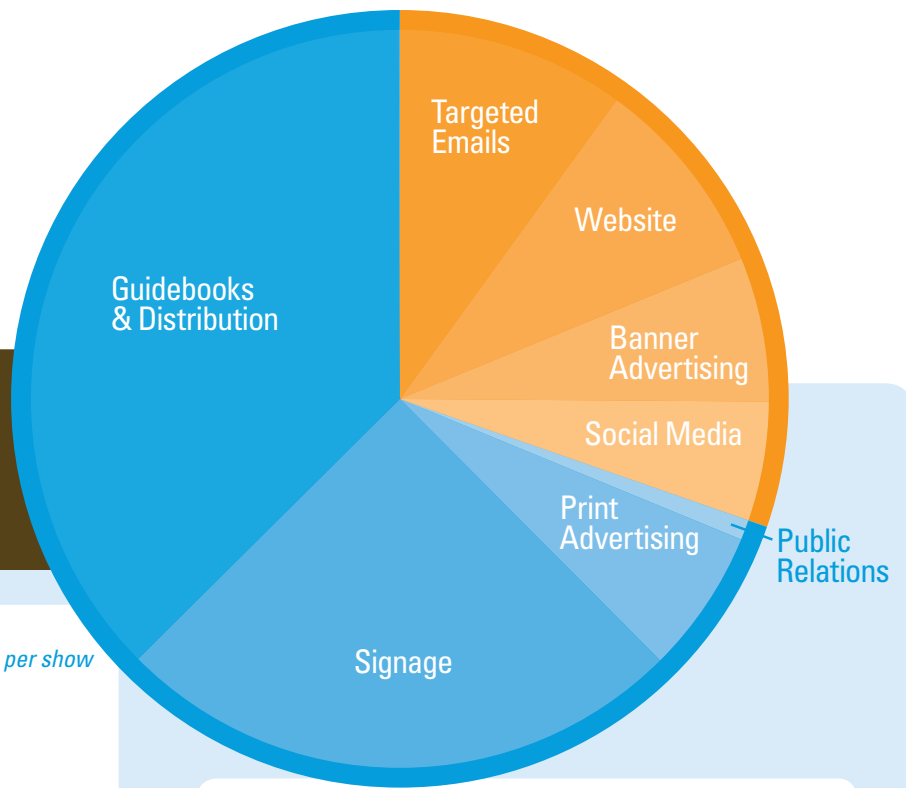 Targeted
Emails
Website
Guidebooks
& Distribution
Banner
Advertising
Social Media
Print
Advertising
Public
Relations
per show
Signage